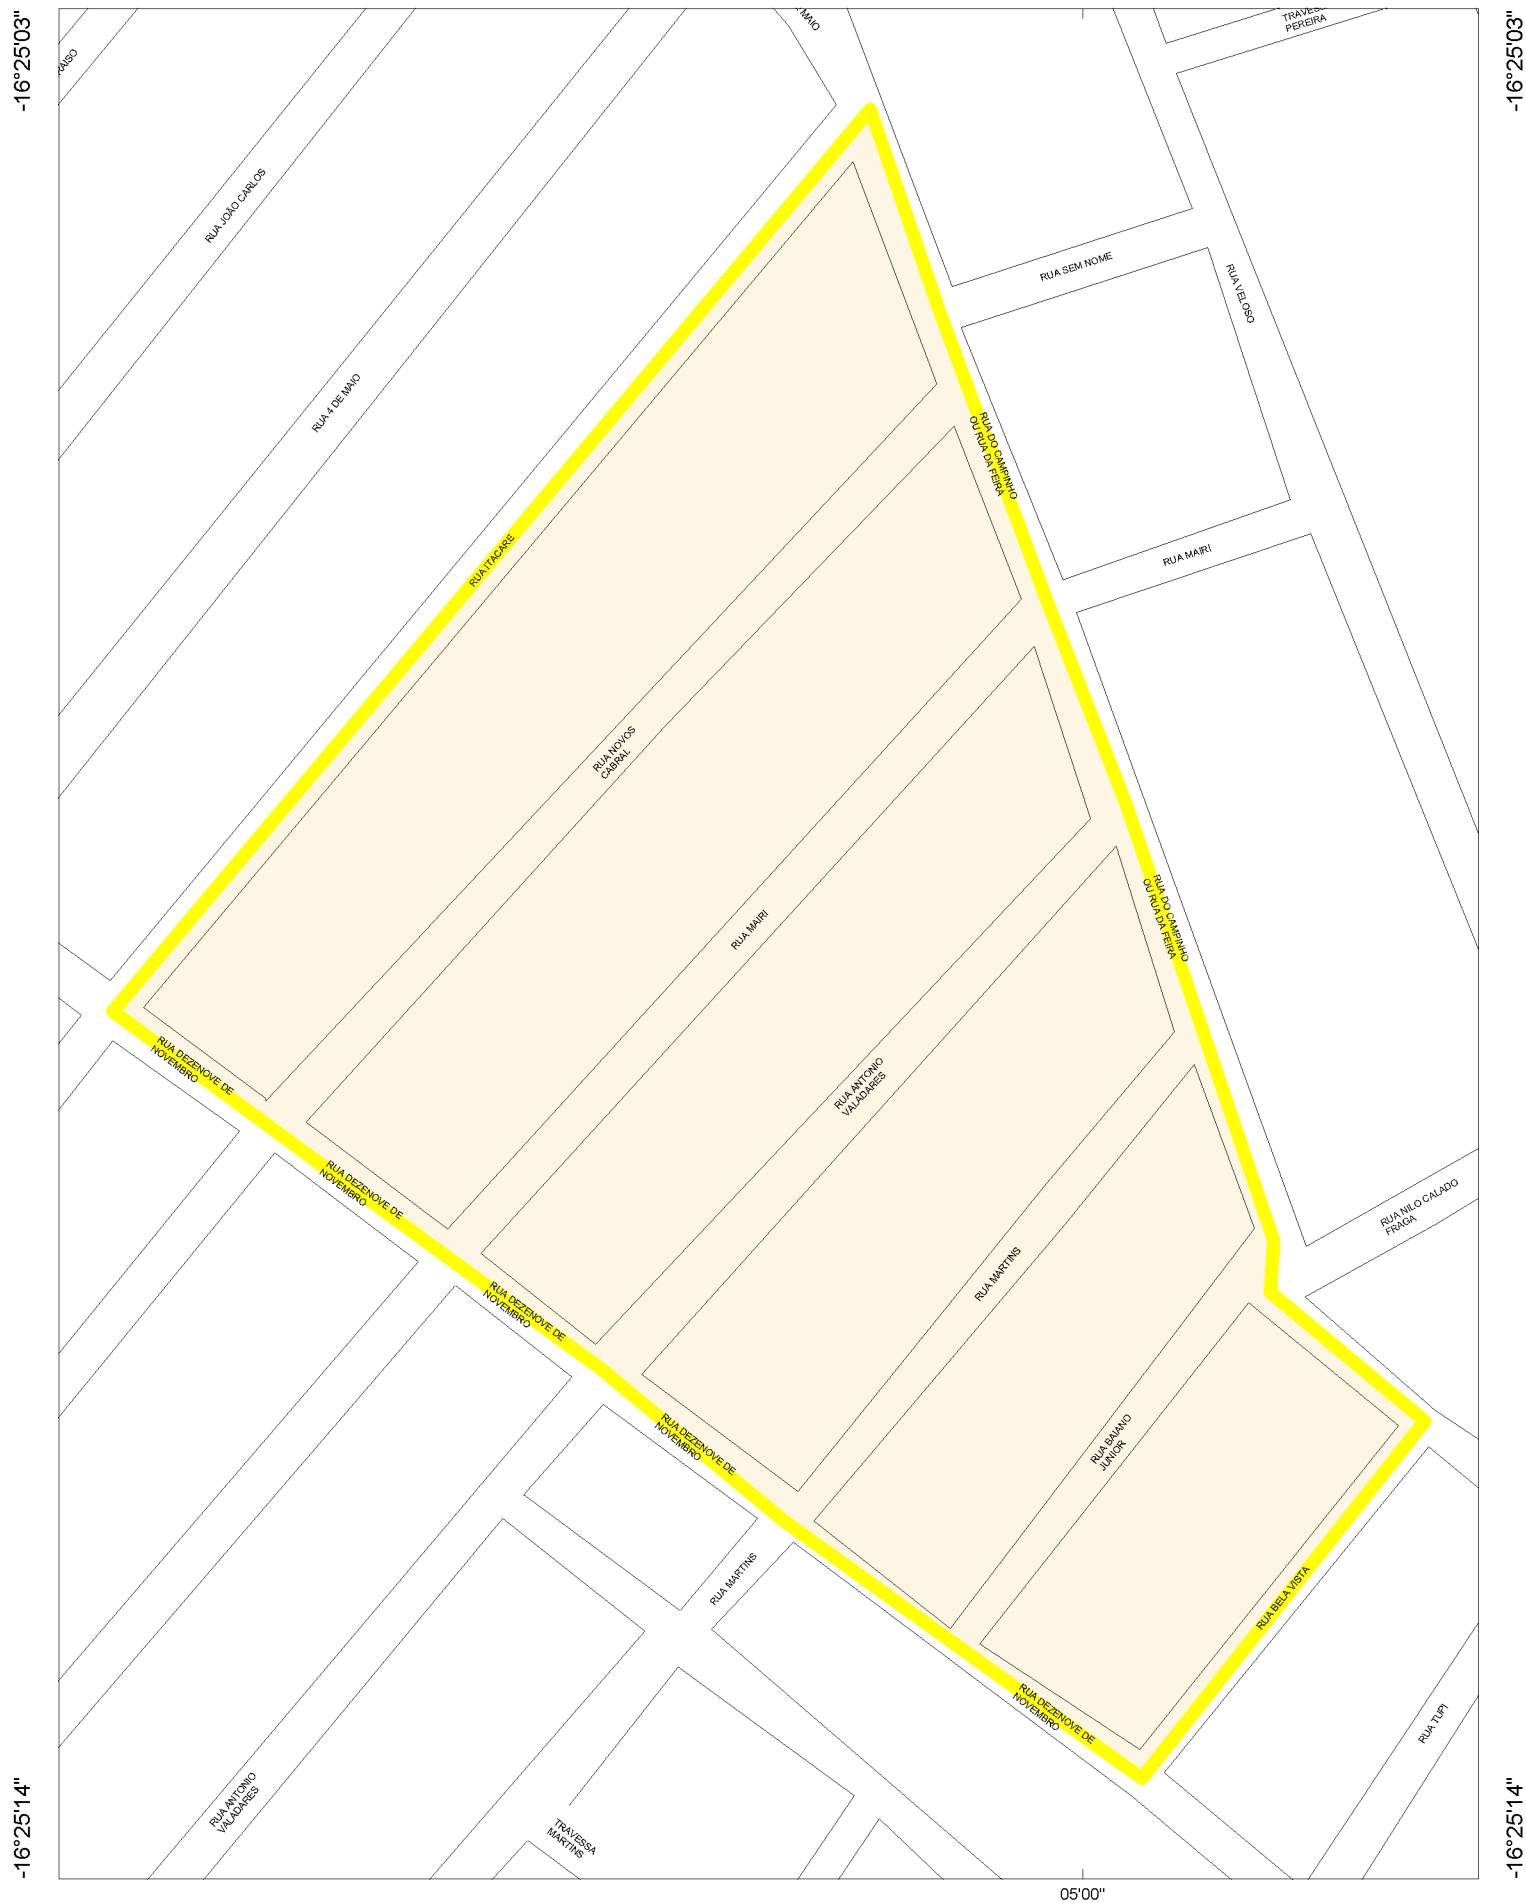 -16°25'03"
-16°25'03"
MAIO
PEREIRA
RUA JOÃO CARLOS
RUA SEM NOME
RUA VELOSO
RUA 4 DE MAIO
RUA DO CAMPINHO
OU RUA DA FEIRA
RUA ITACARE
RUA MAIRI
RUA NOVOS
CABRAL
RUA MAIRI
RUA DO CAMPINHO
OU RUA DA FEIRA
RUA DEZENOVE DE
NOVEMBRO
RUA ANTONIO
VALADARES
RUA DEZENOVE DE
NOVEMBRO
RUA NILO CALADO
FRAGA
RUA MARTINS
RUA DEZENOVE DE
NOVEMBRO
RUA DEZENOVE DE
NOVEMBRO
RUA BAIANO
JUNIOR
RUA MARTINS
RUA BELA VISTA
RUA DEZENOVE DE
NOVEMBRO
RUA TUPI
RUA ANTONIO
VALADARES
TRAVESSA
MARTINS
-16°25'14"
-16°25'14"
05'00"